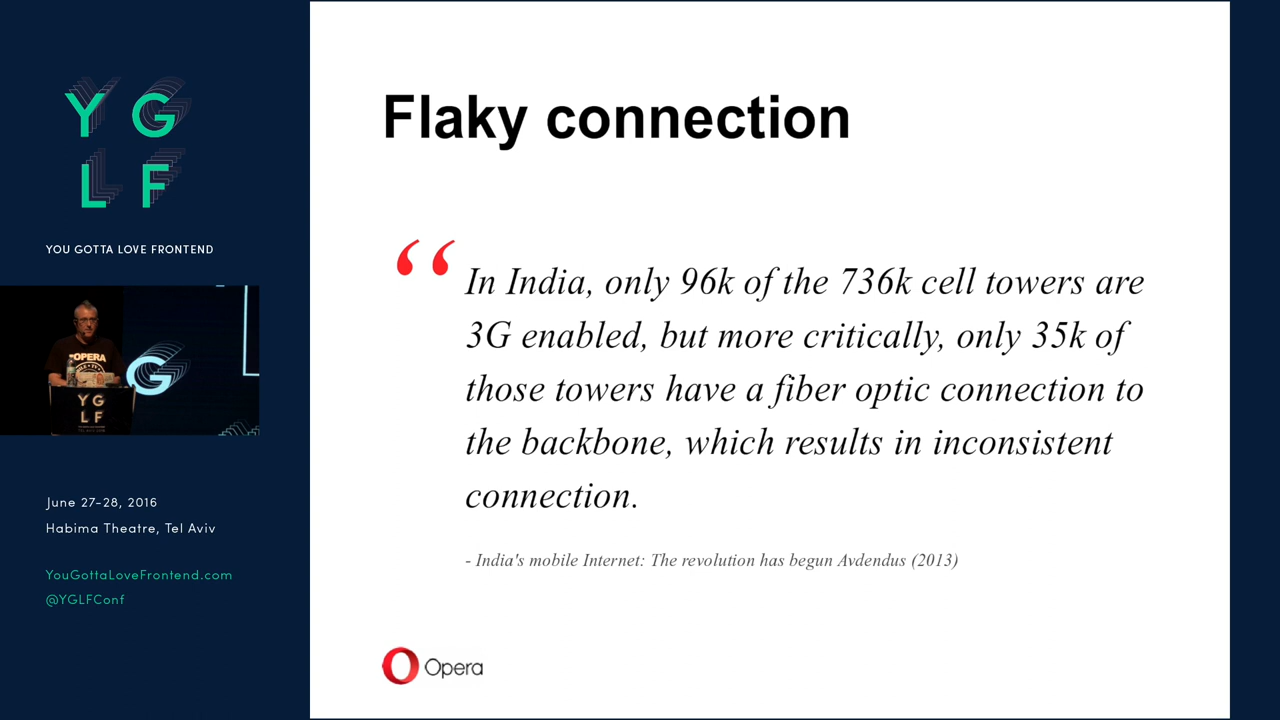 Y G
L F
YOU GOTTA LOVE FRONTEND
OPERA
G
Y G
L F
June 27-28, 2016
Habima Theatre, Tel Aviv
YouGottaLoveFrontend.com
@YGLFConf
Flaky connection
“ In India, only 96k of the 736k cell towers are
3G enabled, but more critically, only 35k of
those towers have a fiber optic connection to
the backbone, which results in inconsistent
connection.
- India's mobile Internet: The revolution has begun Avdendus (2013)
Opera